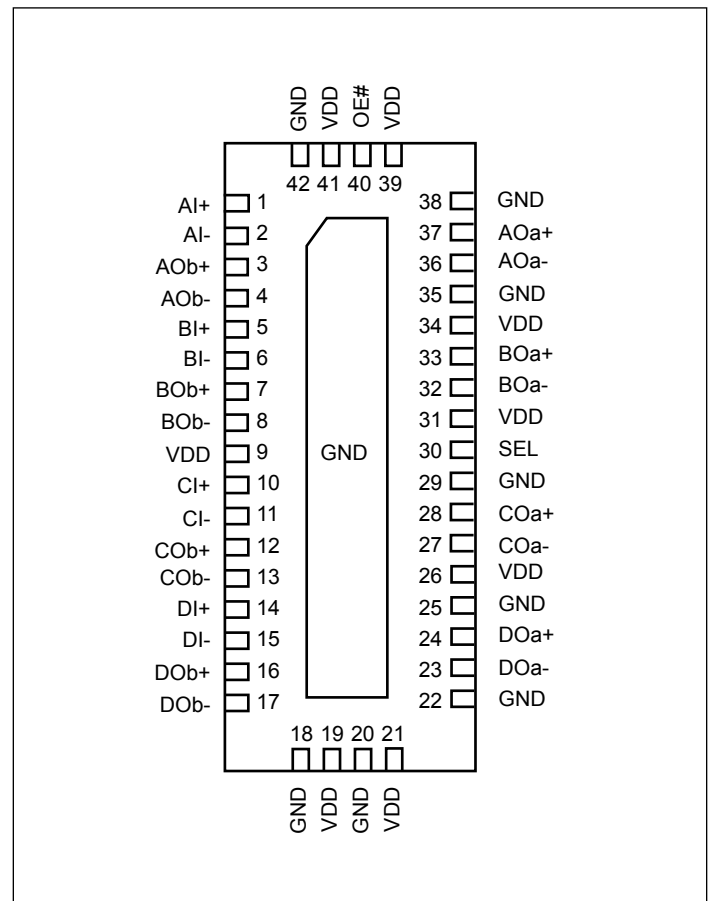 GND VDD OE# VDD
42 41 40 39
AI+ 1 38 GND
AI- 2 37 AOa+
AOb+ 3 36 AOa-
AOb- 4 35 GND
BI+ 5 34 VDD
BI- 6 33 BOa+
BOb+ 7 32 BOa-
BOb- 8 31 VDD
VDD 9 GND 30 SEL
CI+ 10 29 GND
CI- 11 28 COa+
COb+ 12 27 COa-
COb- 13 26 VDD
DI+ 14 25 GND
DI- 15 24 DOa+
DOb+ 16 23 DOa-
DOb- 17 22 GND
18 19 20 21
GND VDD GND VDD